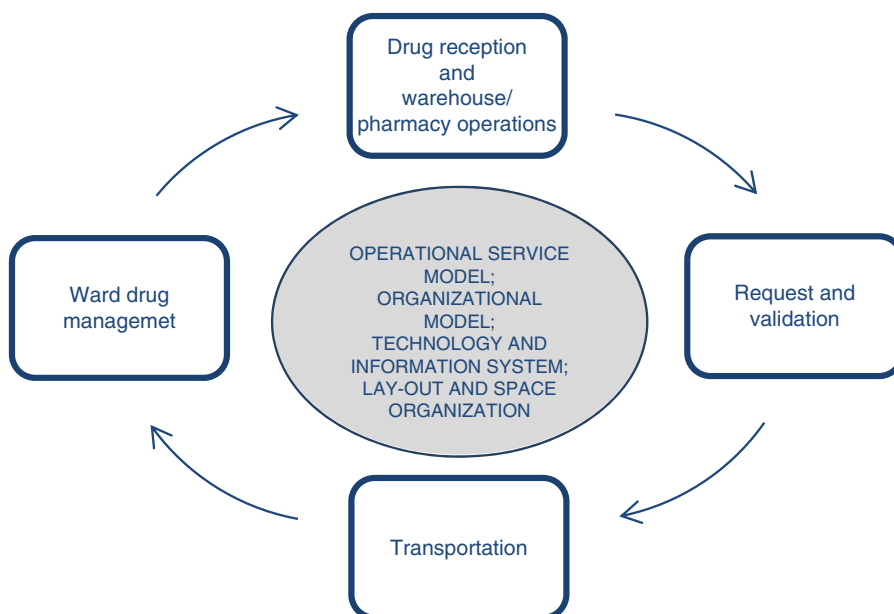 Drug reception
and
warehouse/
pharmacy operations
OPERATIONAL SERVICE
MODEL;
ORGANIZATIONAL
MODEL;
TECHNOLOGY AND
INFORMATION SYSTEM;
LAY-OUT AND SPACE
ORGANIZATION
Ward drug
managemet
Request and
validation
Transportation